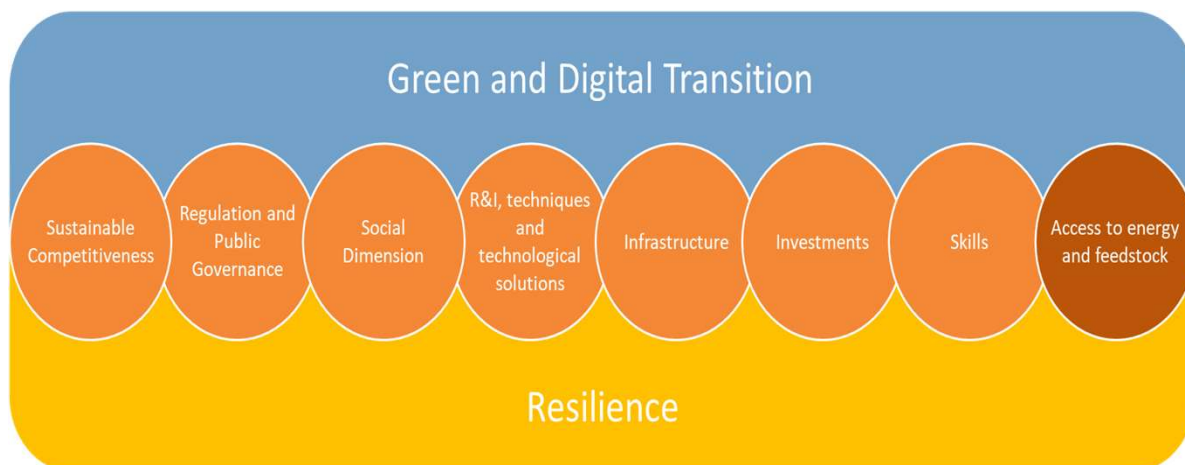 Green and Digital Transition
Sustainable
Competitiveness
Regulation and
Public
Governance
Social
Dimension
R&I, techniques
and
technological
solutions
Infrastructure
Investments
Skills
Access to energy
and feedstock
Resilience